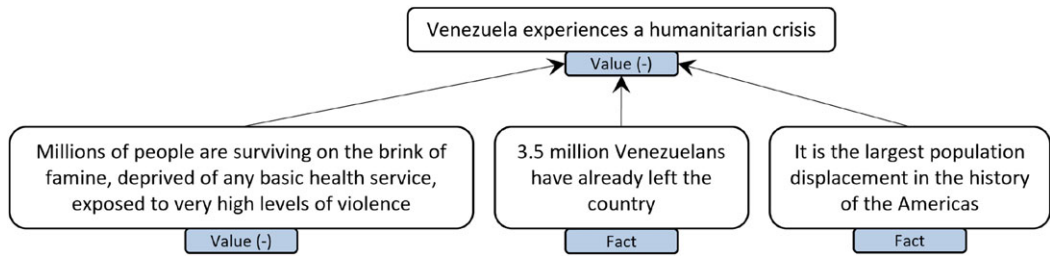 Venezuela experiences a humanitarian crisis
Value (-)
Millions of people are surviving on the brink of
famine, deprived of any basic health service,
exposed to very high levels of violence
Value (-)
3.5 million Venezuelans
have already left the
country
Fact
It is the largest population
displacement in the history
of the Americas
Fact